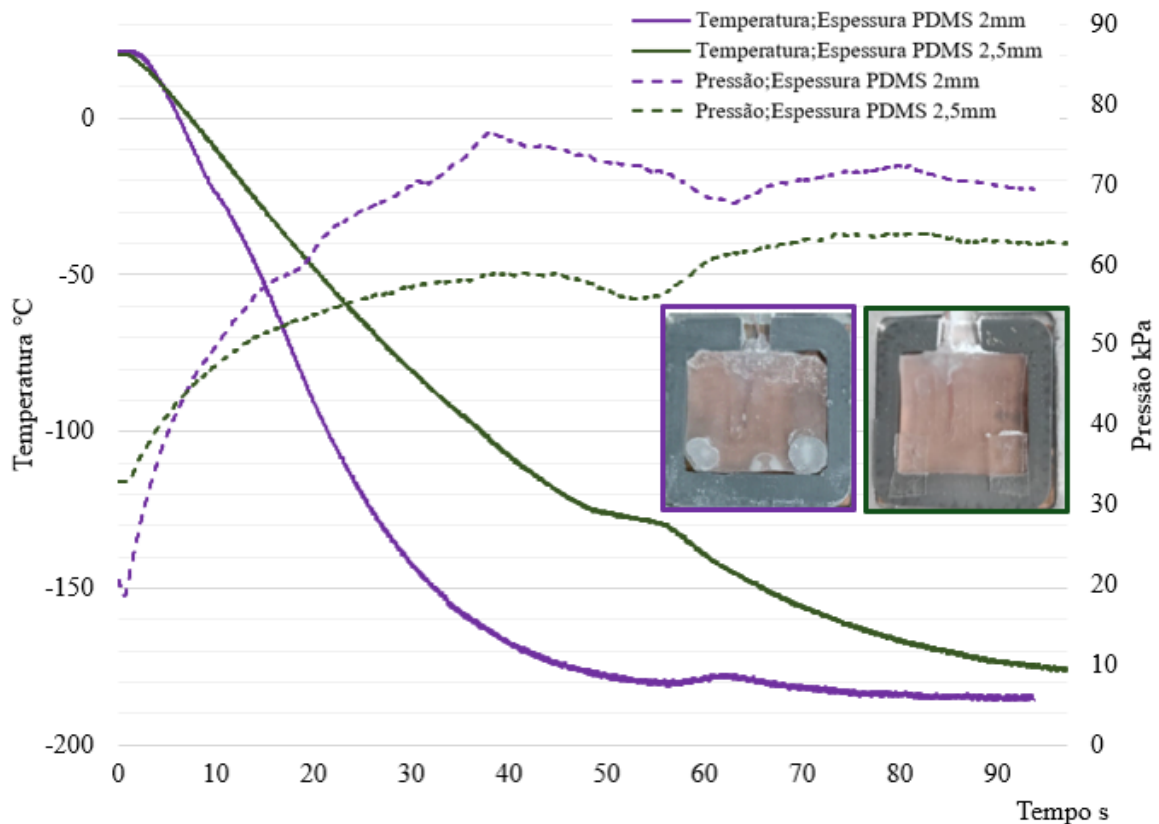 Temperatura;Espessura PDMS 2mm
Temperatura;Espessura PDMS 2,5mm
Pressão;Espessura PDMS 2mm
Pressão;Espessura PDMS 2,5mm
Temperatura °C
0
-50
-100
-150
-200
90
80
70
60
50
40
30
20
10
0
Pressão kPa
0 10 20 30 40 50 60 70 80 90
Tempo s